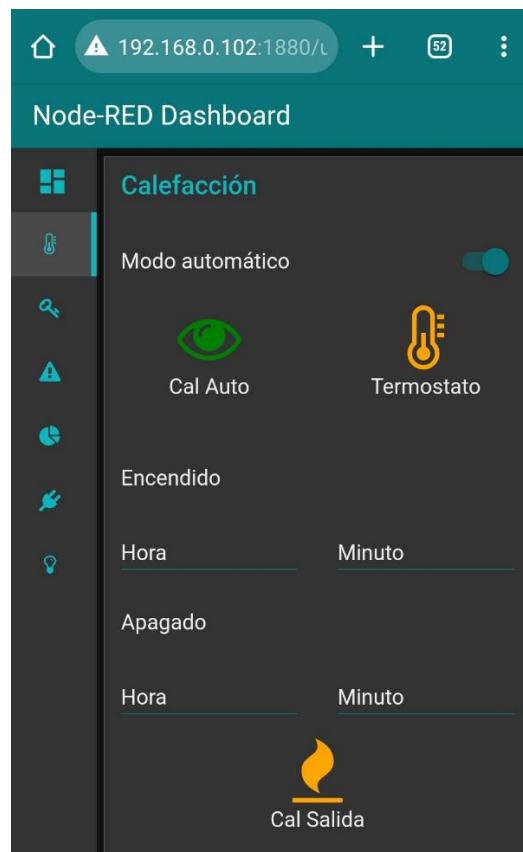 192.168.0.102:1880/u
52
Node-RED Dashboard
Calefacción
Modo automático
Cal Auto Termostato
Encendido
Hora Minuto
Apagado
Hora Minuto
Cal Salida